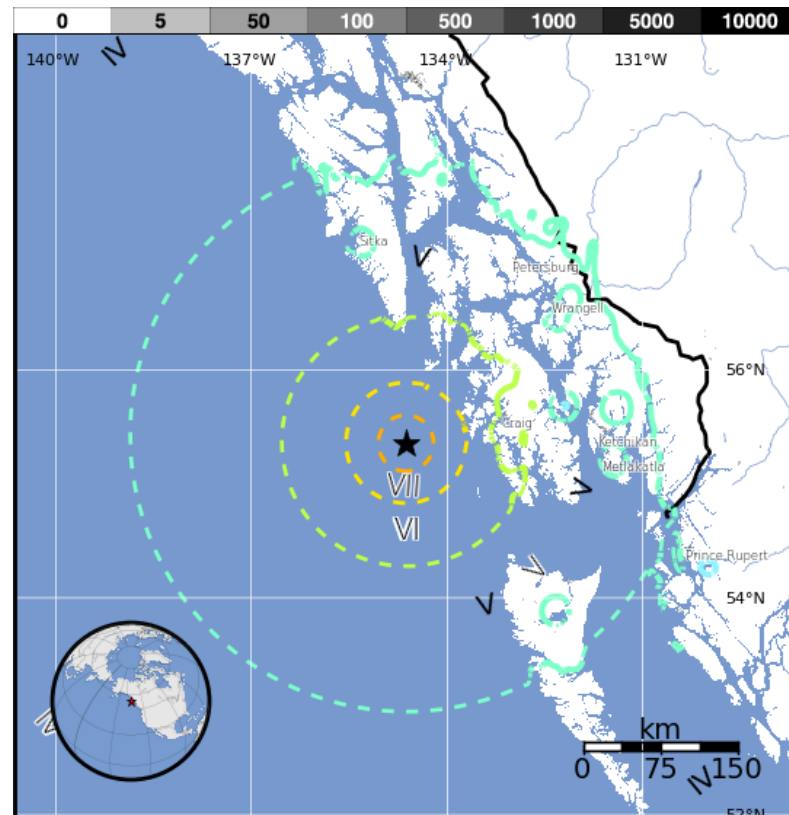 0 5 50 100 500 1000 5000 10000
IV
140°W 137°W 134°W 131°W
Sitka
V
Petersburg
Wrangell
56°N
Craig
Ketchikan
Metlakatla
VII
V
VI
Prince Rupert
V
V
54°N
IV
km
0 75 150
IV
52°N